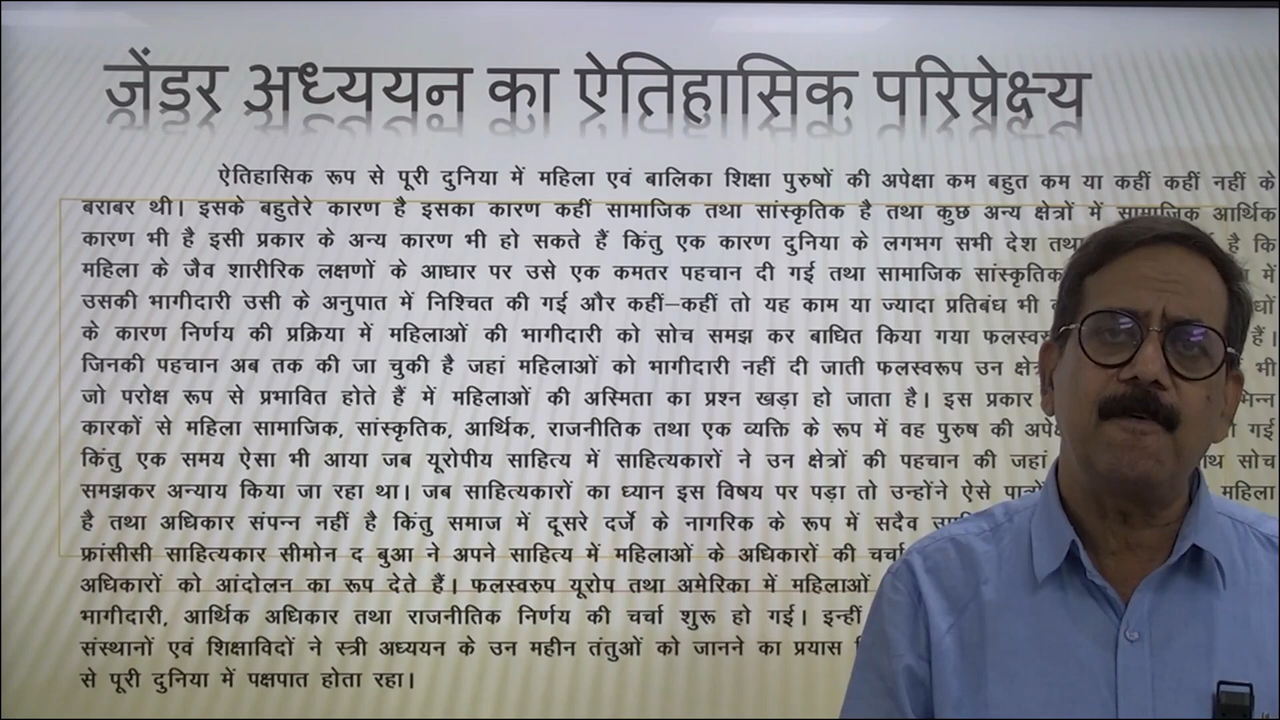 जेंडर अध्ययन का ऐतिहासिक परिप्रेक्ष्य
ऐतिहासिक रूप से पूरी दुनिया में महिला एवं बालिका शिक्षा पुरुषों की अपेक्षा कम बहुत कम या कहीं कहीं नहीं के
बराबर थी। इसके बहुतेरे कारण है इसका कारण कहीं सामाजिक तथा सांस्कृतिक है तथा कुछ अन्य क्षेत्रों में सामाजिक आर्थिक
कारण भी है इसी प्रकार के अन्य कारण भी हो सकते हैं किंतु एक कारण दुनिया के लगभग सभी देश तथा है कि
महिला के जैव शारीरिक लक्षणों के आधार पर उसे एक कमतर पहचान दी गई तथा सामाजिक सांस्कृतिक में
उसकी भागीदारी उसी के अनुपात में निश्चित की गई और कहीं–कहीं तो यह काम या ज्यादा प्रतिबंध भी
के कारण निर्णय की प्रक्रिया में महिलाओं की भागीदारी को सोच समझ कर बाधित किया गया हैं।
जिनकी पहचान अब तक की जा चुकी है जहां महिलाओं को भागीदारी नहीं दी जाती फलस्वरूप उन भी
जो परोक्ष रूप से प्रभावित होते हैं में महिलाओं की अस्मिता का प्रश्न खड़ा हो जाता है। इस प्रकार
कारकों से महिला सामाजिक, सांस्कृतिक, आर्थिक, राजनीतिक तथा एक व्यक्ति के रूप में वह पुरुष की गई
किंतु एक समय ऐसा भी आया जब यूरोपीय साहित्य में साहित्यकारों ने उन क्षेत्रों की पहचान की जहां सोच
समझकर अन्याय किया जा रहा था। जब साहित्यकारों का ध्यान इस विषय पर पड़ा तो उन्होंने ऐसे महिला
है तथा अधिकार संपन्न नहीं है किंतु समाज में दूसरे दर्जे के नागरिक के रूप में सदैव
फ्रांसीसी साहित्यकार सीमोन द बुआ ने अपने साहित्य में महिलाओं के अधिकारों की चर्चा
अधिकारों को आंदोलन का रूप देते हैं। फलस्वरुप यूरोप तथा अमेरिका में महिलाओं
भागीदारी, आर्थिक अधिकार तथा राजनीतिक निर्णय की चर्चा शुरू हो गई। इन्हीं
संस्थानों एवं शिक्षाविदों ने स्त्री अध्ययन के उन महीन तंतुओं को जानने का प्रयास
से पूरी दुनिया में पक्षपात होता रहा।